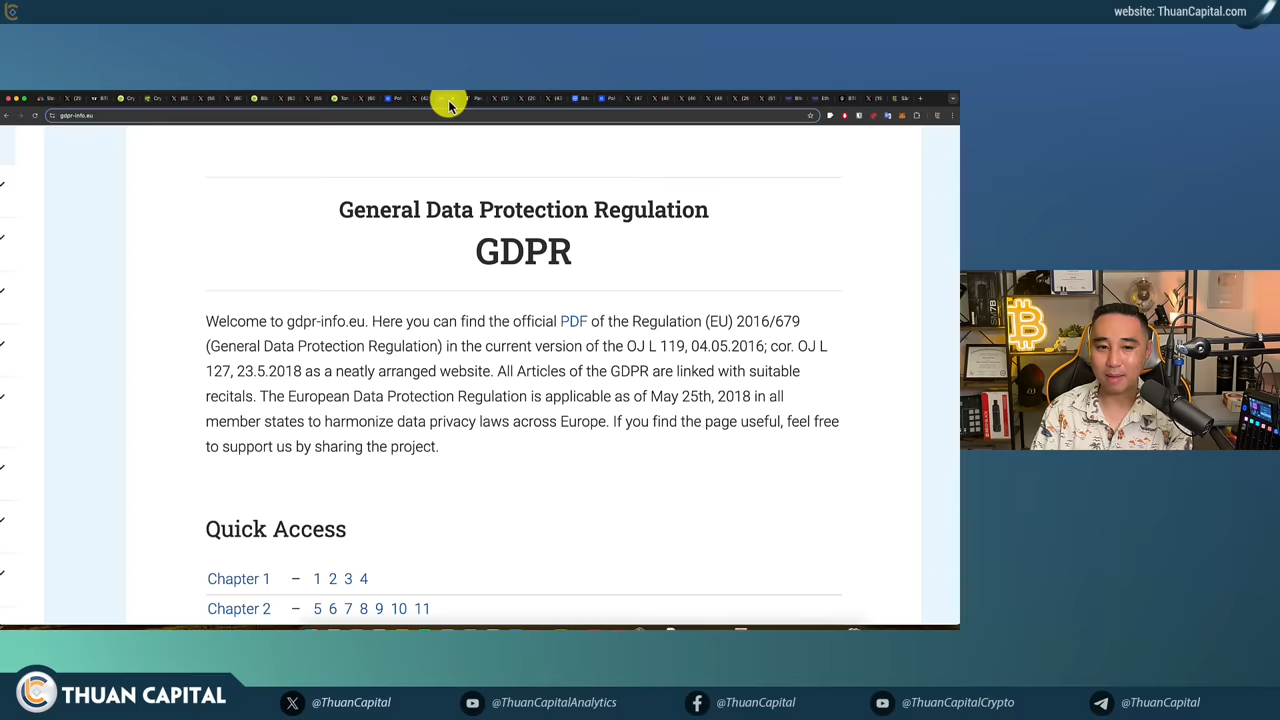 website: ThuanCapital.com
gdpr-info.eu
General Data Protection Regulation
GDPR
Welcome to gdpr-info.eu. Here you can find the official PDF of the Regulation (EU) 2016/679
(General Data Protection Regulation) in the current version of the OJ L 119, 04.05.2016; cor. OJ L
127, 23.5.2018 as a neatly arranged website. All Articles of the GDPR are linked with suitable
recitals. The European Data Protection Regulation is applicable as of May 25th, 2018 in all
member states to harmonize data privacy laws across Europe. If you find the page useful, feel free
to support us by sharing the project.
Quick Access
Chapter 1 – 1 2 3 4
Chapter 2 – 5 6 7 8 9 10 11
SM7B
THUAN CAPITAL
@ThuanCapital
@ThuanCapitalAnalytics
@ThuanCapital
@ThuanCapitalCrypto
@ThuanCapital